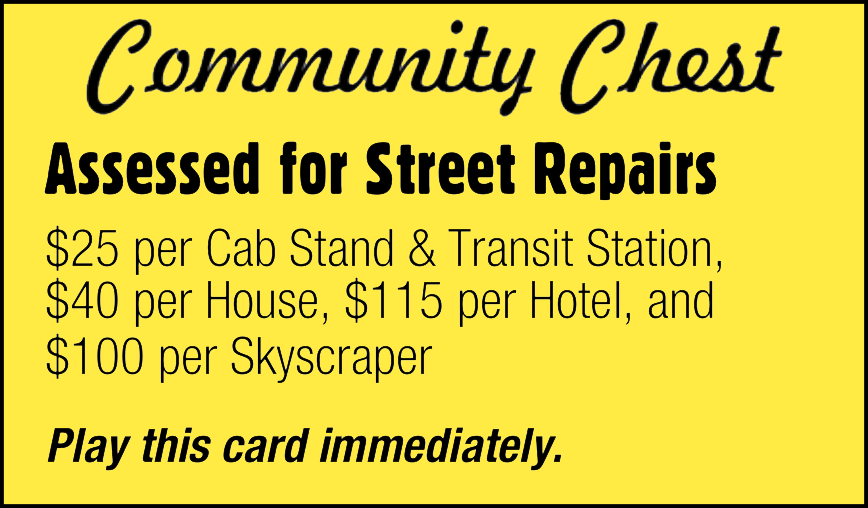 Community Chest
Assessed for Street Repairs
$25 per Cab Stand & Transit Station,
$40 per House, $115 per Hotel, and
$100 per Skyscraper
Play this card immediately.